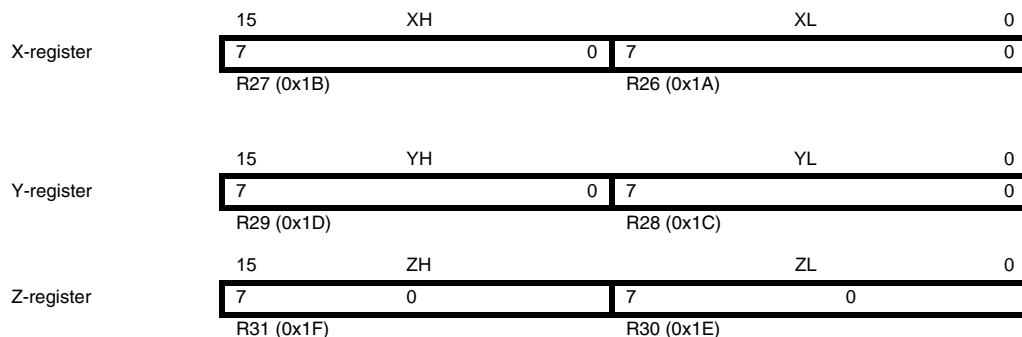 15 XH XL 0
X-register 7 0 7 0
R27 (0x1B) R26 (0x1A)
15 YH YL 0
Y-register 7 0 7 0
R29 (0x1D) R28 (0x1C)
15 ZH ZL 0
Z-register 7 0 7 0
R31 (0x1F) R30 (0x1E)